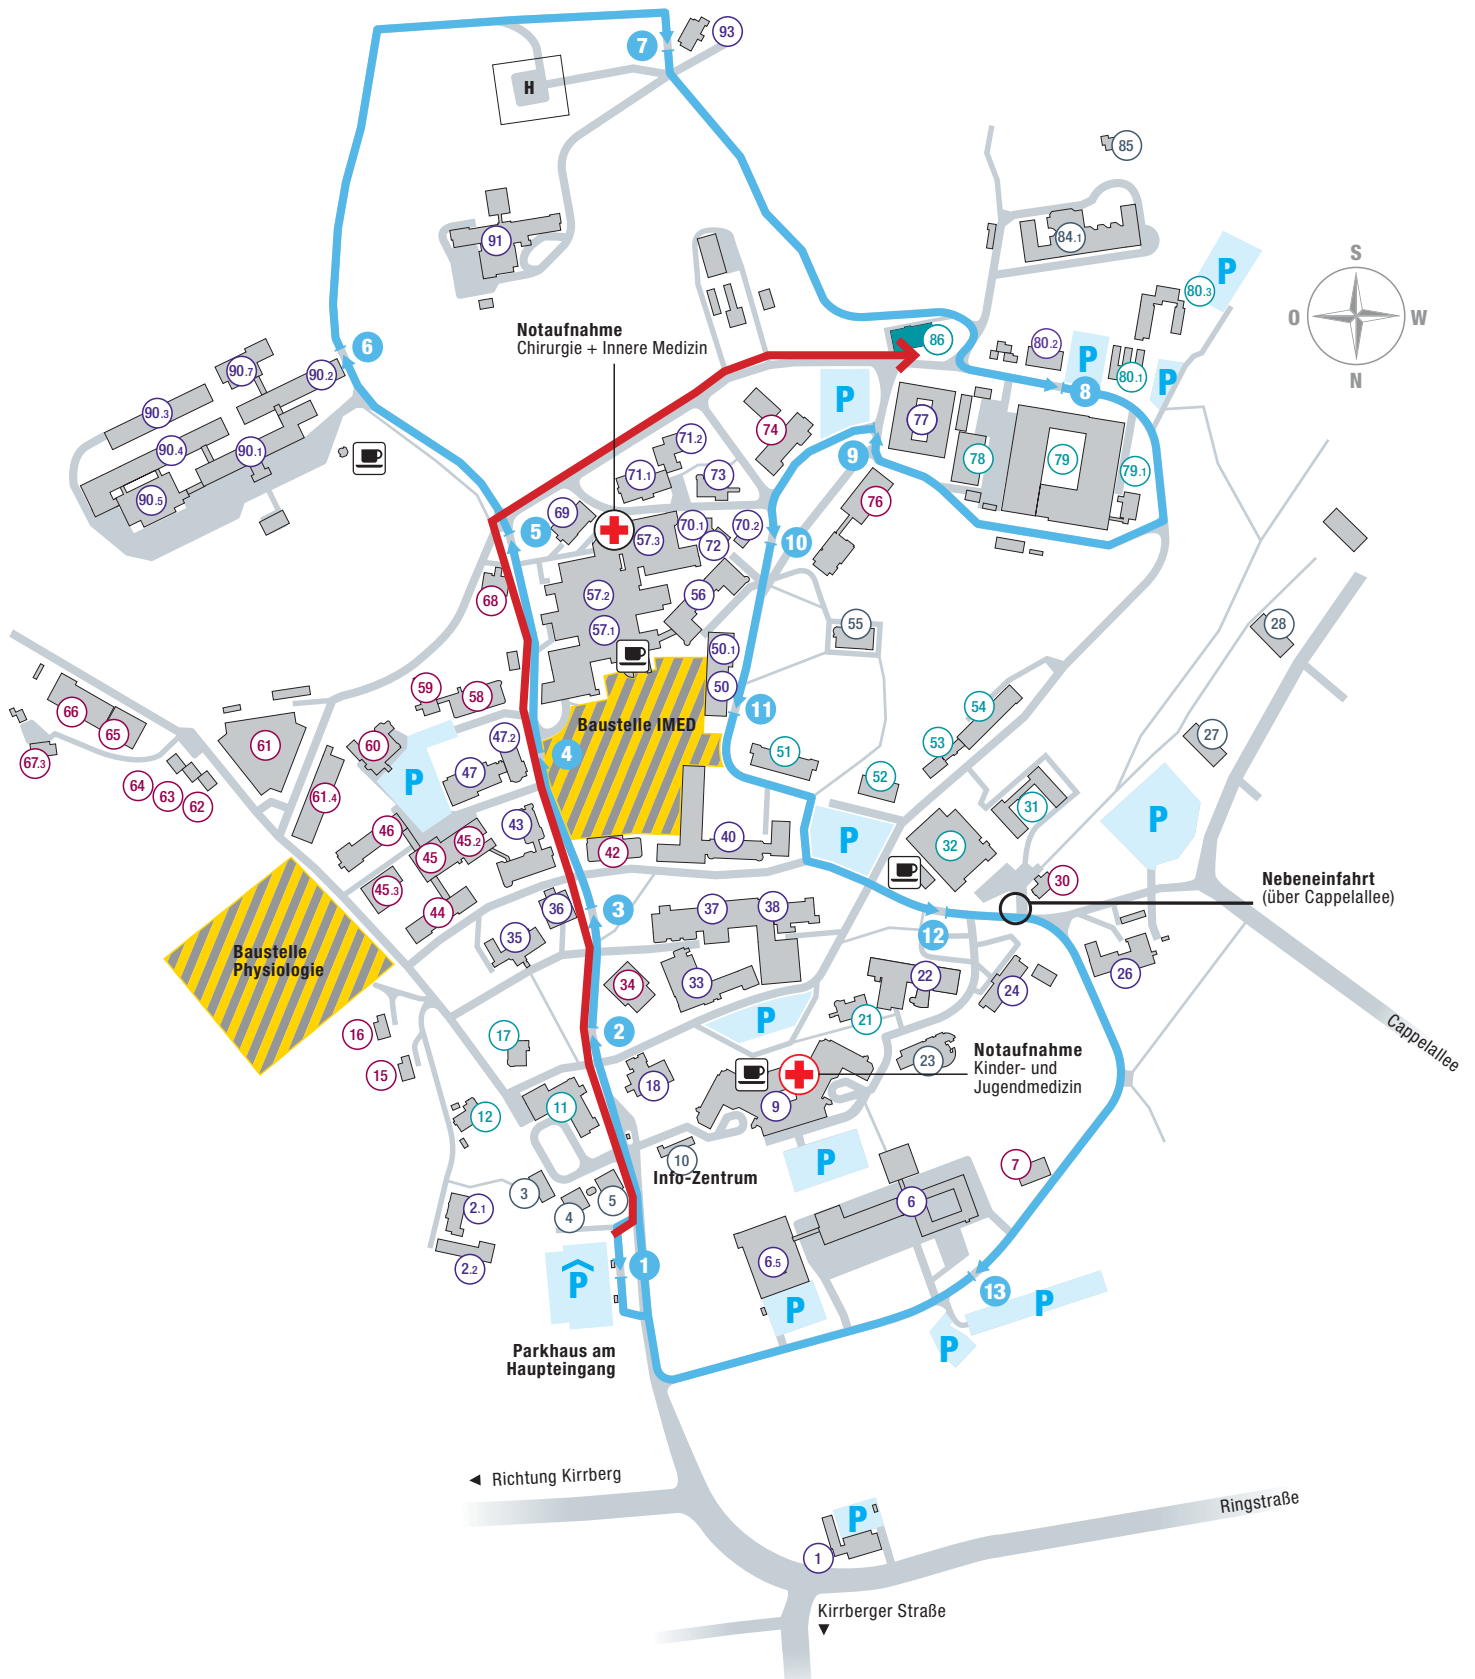 7
93
H
85
91
84.1
S
O
W
N
P
80.3
Notaufnahme
Chirurgie + Innere Medizin
86
80.2
P
80.1
P
8
6
90.7
90.2
90.3
90.4
90.1
90.5
P
77
74
71.2
71.1
73
9
78
79
79.1
76
69
5
57.3
70.1
70.2
72
10
68
57.2
56
57.1
55
28
50.1
50
59
58
66
65
67.3
61
60
47.2
47
P
4
Baustelle IMED
11
51
54
53
52
27
64
63
62
61.4
46
45.2
45
43
42
40
P
32
31
P
45.3
44
36
3
37
38
30
Nebeneinfahrt
(über Cappelallee)
12
Baustelle
Physiologie
35
34
33
22
24
26
16
15
17
2
P
21
23
Cappelallee
Notaufnahme
Kinder- und
Jugendmedizin
18
9
12
11
10
Info-Zentrum
P
7
3
4
5
2.1
2.2
6
6.5
P
1
P
13
P
P
Parkhaus am
Haupteingang
◄ Richtung Kirrberg
Ringstraße
P
1
Kirrberger Straße
▼